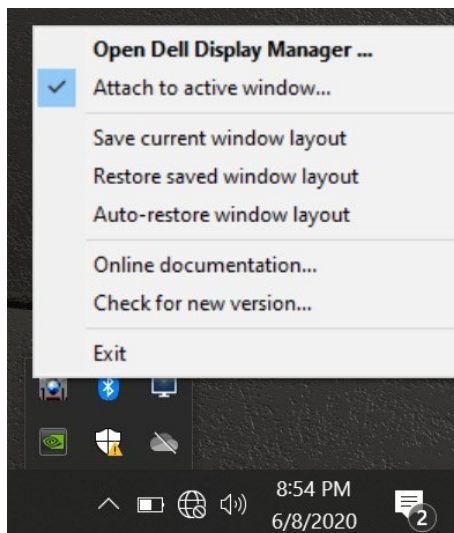 Open Dell Display Manager ...
Attach to active window...
Save current window layout
Restore saved window layout
Auto-restore window layout
Online documentation...
Check for new version...
Exit
8:54 PM
6/8/2020
2